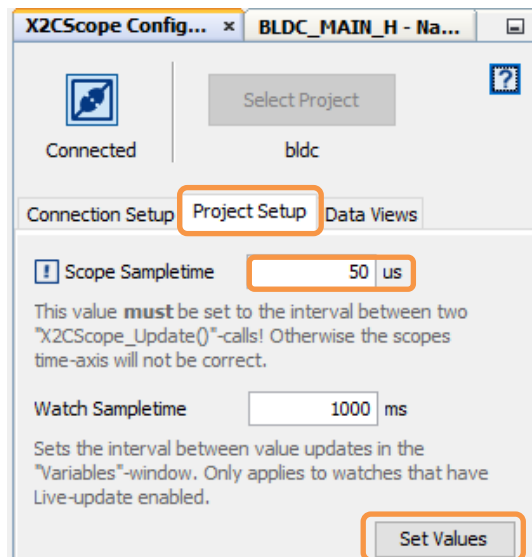 X2CScope Config... × BLDC_MAIN_H - Na...
?
Select Project
Connected bldc
Connection Setup Project Setup Data Views
! Scope Sampletime 50 us
This value must be set to the interval between two
"X2CScope_Update()"-calls! Otherwise the scopes
time-axis will not be correct.
Watch Sampletime 1000 ms
Sets the interval between value updates in the
"Variables"-window. Only applies to watches that have
Live-update enabled.
Set Values